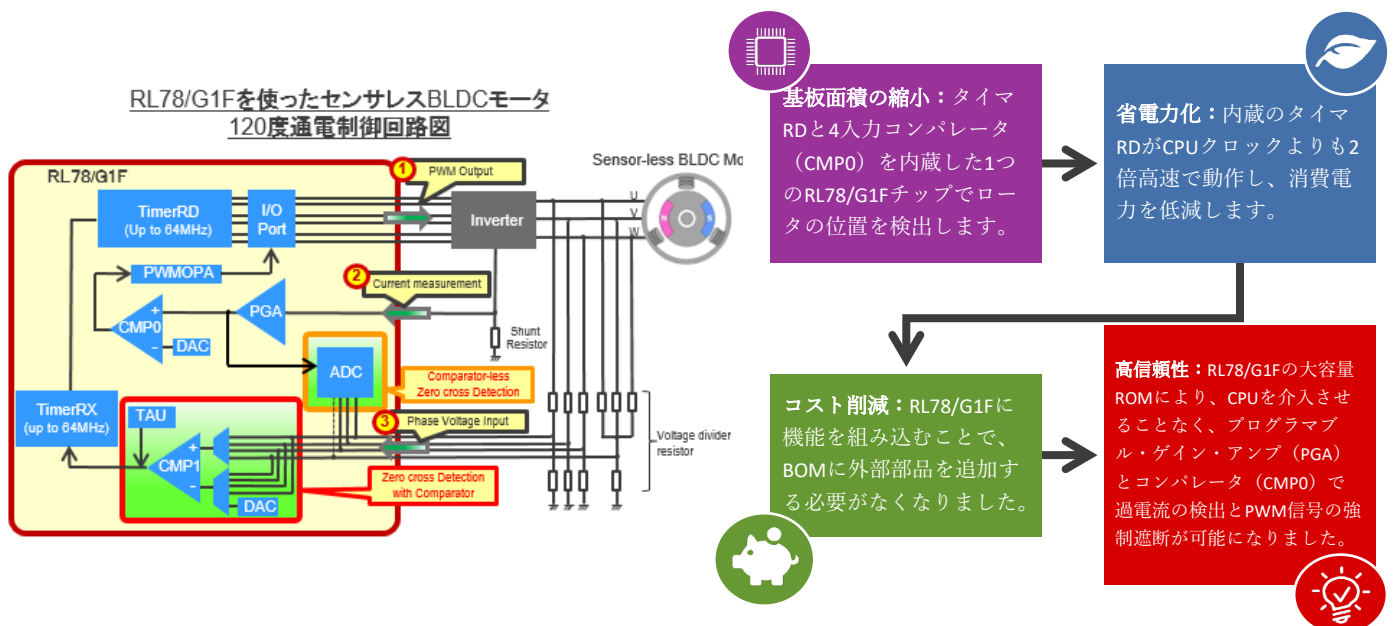 RL78/G1Fを使ったセンサレスBLDCモータ
120度通電制御回路図
RL78/G1F
TimerRD
(Up to 64MHz)
I/O
Port
1
PWM Output
Inverter
Sensor-less BLDC Mo
U
V
W
N
S
PWMOPA
2
Current measurement
CMP0
+
−
DAC
PGA
Shunt
Resistor
ADC
Comparator-less
Zero cross Detection
TimerRX
(up to 64MHz)
TAU
3
Phase Voltage Input
CMP1
+
−
DAC
Zero cross Detection
with Comparator
Voltage divider
resistor
基板面積の縮小：タイマ
RDと4入力コンパレータ
（CMP0）を内蔵した1つ
のRL78/G1Fチップでロー
タの位置を検出します。
省電力化：内蔵のタイマ
RDがCPUクロックよりも2
倍高速で動作し、消費電
力を低減します。
コスト削減：RL78/G1Fに
機能を組み込むことで、
BOMに外部部品を追加す
る必要がなくなりました。
高信頼性：RL78/G1Fの大容量
ROMにより、CPUを介入させ
ることなく、プログラマブ
ル・ゲイン・アンプ（PGA）
とコンパレータ（CMP0）で
過電流の検出とPWM信号の強
制遮断が可能になりました。